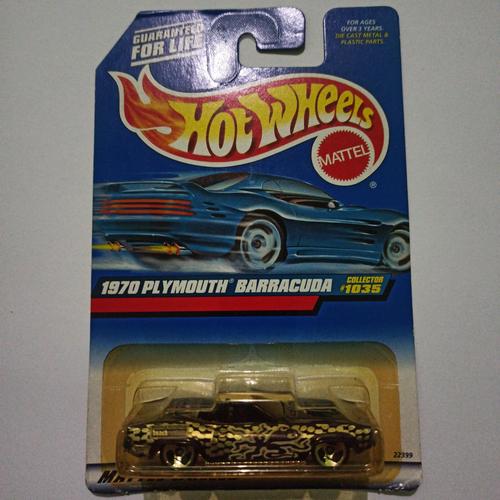 GUARANTEED
FOR LIFE
FOR AGES
OVER 3 YEARS.
DIE CAST METAL &
PLASTIC PARTS.
HOT WHEELS
MATTEL
®
1970 PLYMOUTH® BARRACUDA
COLLECTOR
#1035
22399